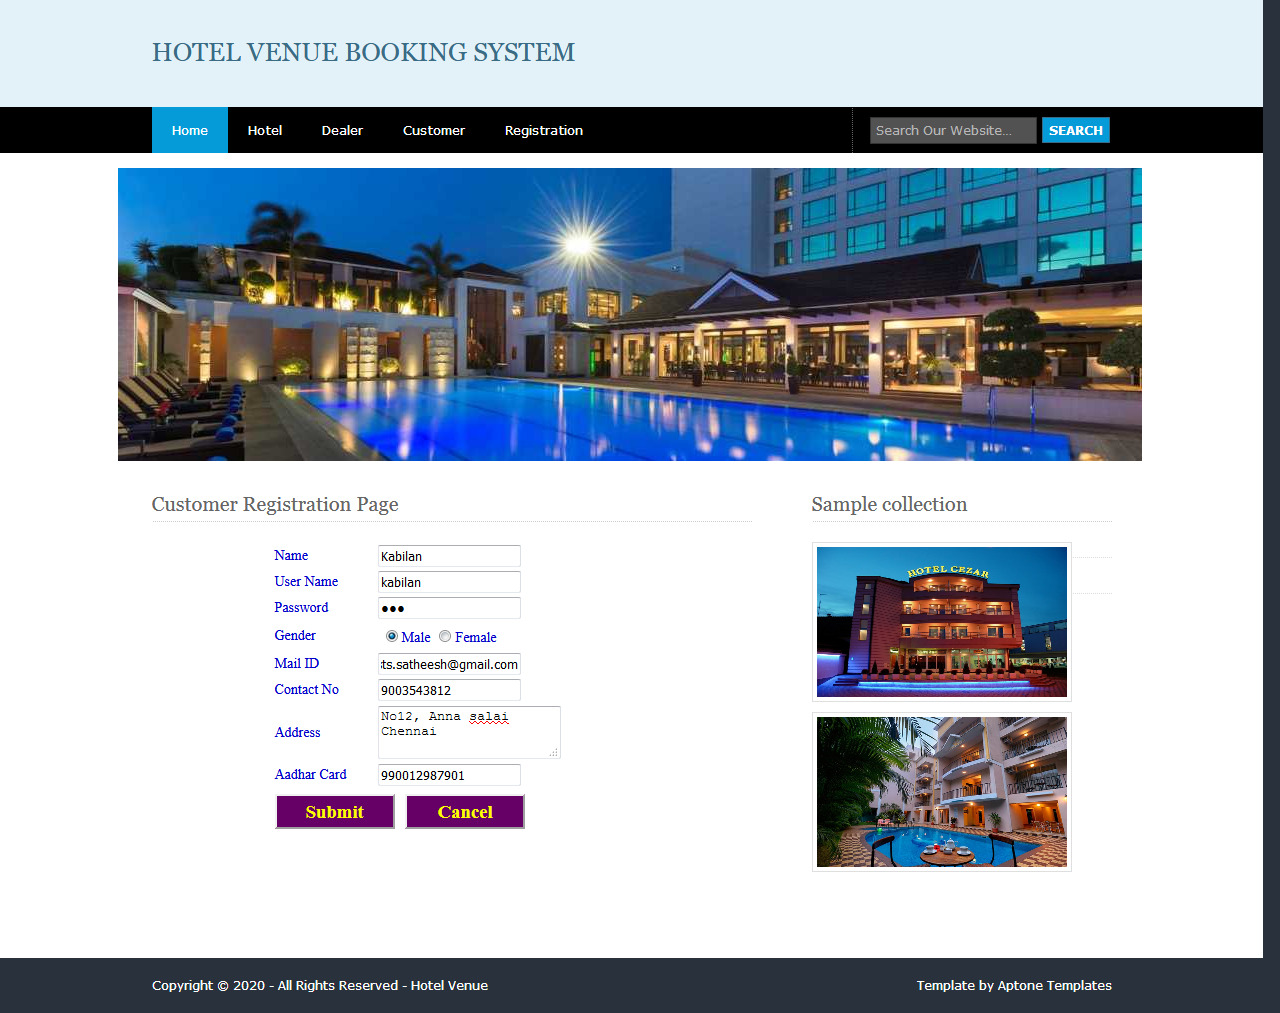 HOTEL VENUE BOOKING SYSTEM
Home Hotel Dealer Customer Registration Search Our Website... SEARCH
Customer Registration Page
Name Kabilan
User Name kabilan
Password ●●●
Gender Male Female
Mail ID ts.satheesh@gmail.com
Contact No 9003543812
Address No12, Anna salai
Chennai
Aadhar Card 990012987901
Submit Cancel
Sample collection
HOTEL CEZAR
Copyright © 2020 - All Rights Reserved - Hotel Venue
Template by Aptone Templates